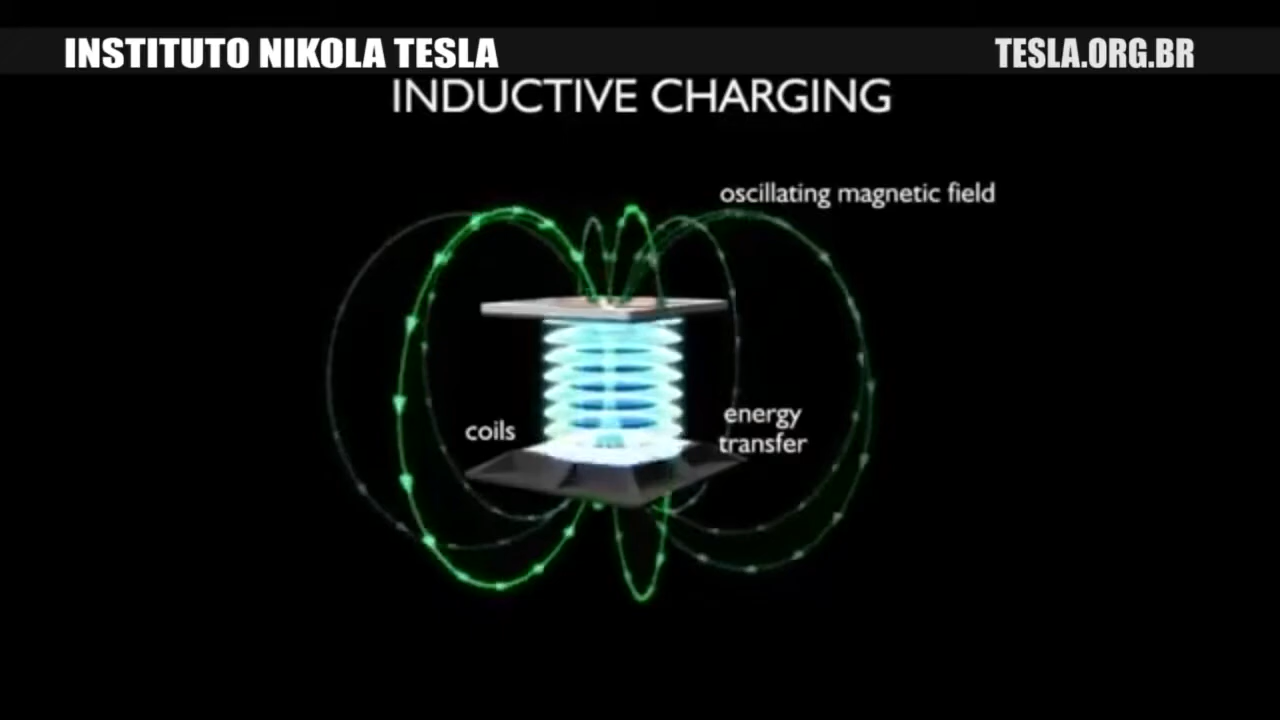 INSTITUTO NIKOLA TESLA
TESLA.ORG.BR
INDUCTIVE CHARGING
oscillating magnetic field
coils
energy
transfer